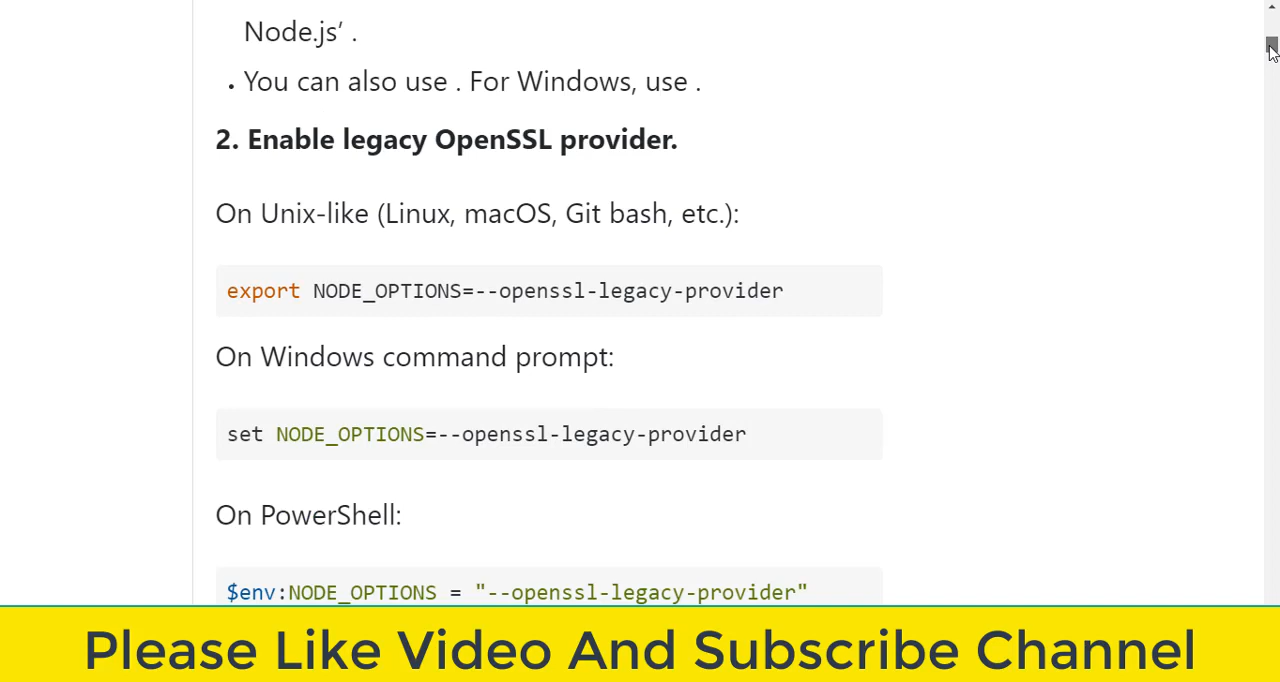 Node.js’ .
• You can also use . For Windows, use .
2. Enable legacy OpenSSL provider.
On Unix-like (Linux, macOS, Git bash, etc.):
export NODE_OPTIONS=--openssl-legacy-provider
On Windows command prompt:
set NODE_OPTIONS=--openssl-legacy-provider
On PowerShell:
$env:NODE_OPTIONS = "--openssl-legacy-provider"
Please Like Video And Subscribe Channel